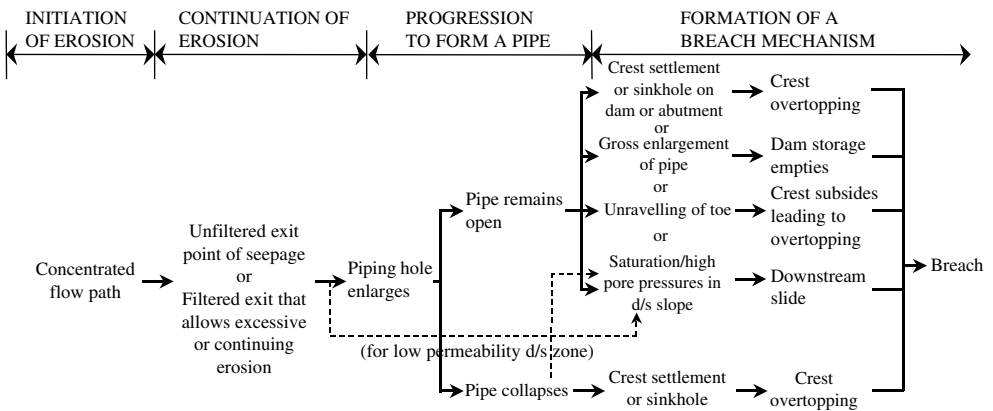 INITIATION
OF EROSION
CONTINUATION OF
EROSION
PROGRESSION
TO FORM A PIPE
FORMATION OF A
BREACH MECHANISM
Concentrated
flow path
Unfiltered exit
point of seepage
or
Filtered exit that
allows excessive
or continuing
erosion
Piping hole
enlarges
(for low permeability d/s zone)
Pipe remains
open
Pipe collapses
Crest settlement
or sinkhole on
dam or abutment
or
Gross enlargement
of pipe
or
Unravelling of toe
or
Saturation/high
pore pressures in
d/s slope
Crest settlement
or sinkhole
Crest
overtopping
Dam storage
empties
Crest subsides
leading to
overtopping
Downstream
slide
Crest
overtopping
Breach